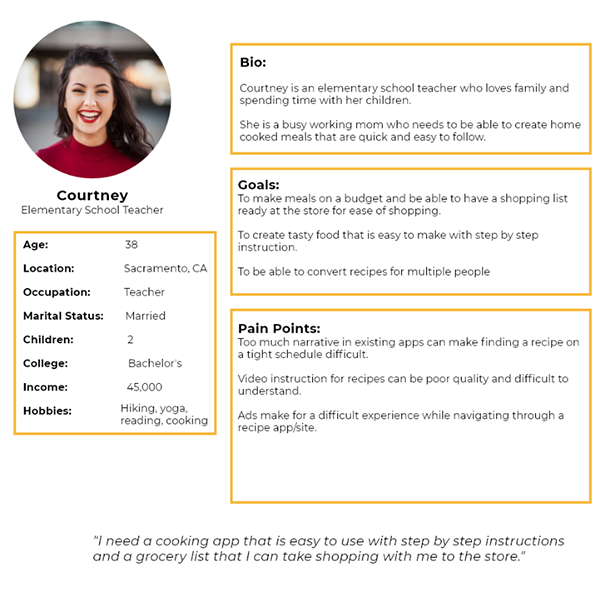 Courtney
Elementary School Teacher
Age: 38
Location: Sacramento, CA
Occupation: Teacher
Marital Status: Married
Children: 2
College: Bachelor's
Income: 45,000
Hobbies: Hiking, yoga,
reading, cooking
Bio:
Courtney is an elementary school teacher who loves family and
spending time with her children.
She is a busy working mom who needs to be able to create home
cooked meals that are quick and easy to follow.
Goals:
To make meals on a budget and be able to have a shopping list
ready at the store for ease of shopping.
To create tasty food that is easy to make with step by step
instruction.
To be able to convert recipes for multiple people
Pain Points:
Too much narrative in existing apps can make finding a recipe on
a tight schedule difficult.
Video instruction for recipes can be poor quality and difficult to
understand.
Ads make for a difficult experience while navigating through a
recipe app/site.
"I need a cooking app that is easy to use with step by step instructions
and a grocery list that I can take shopping with me to the store."